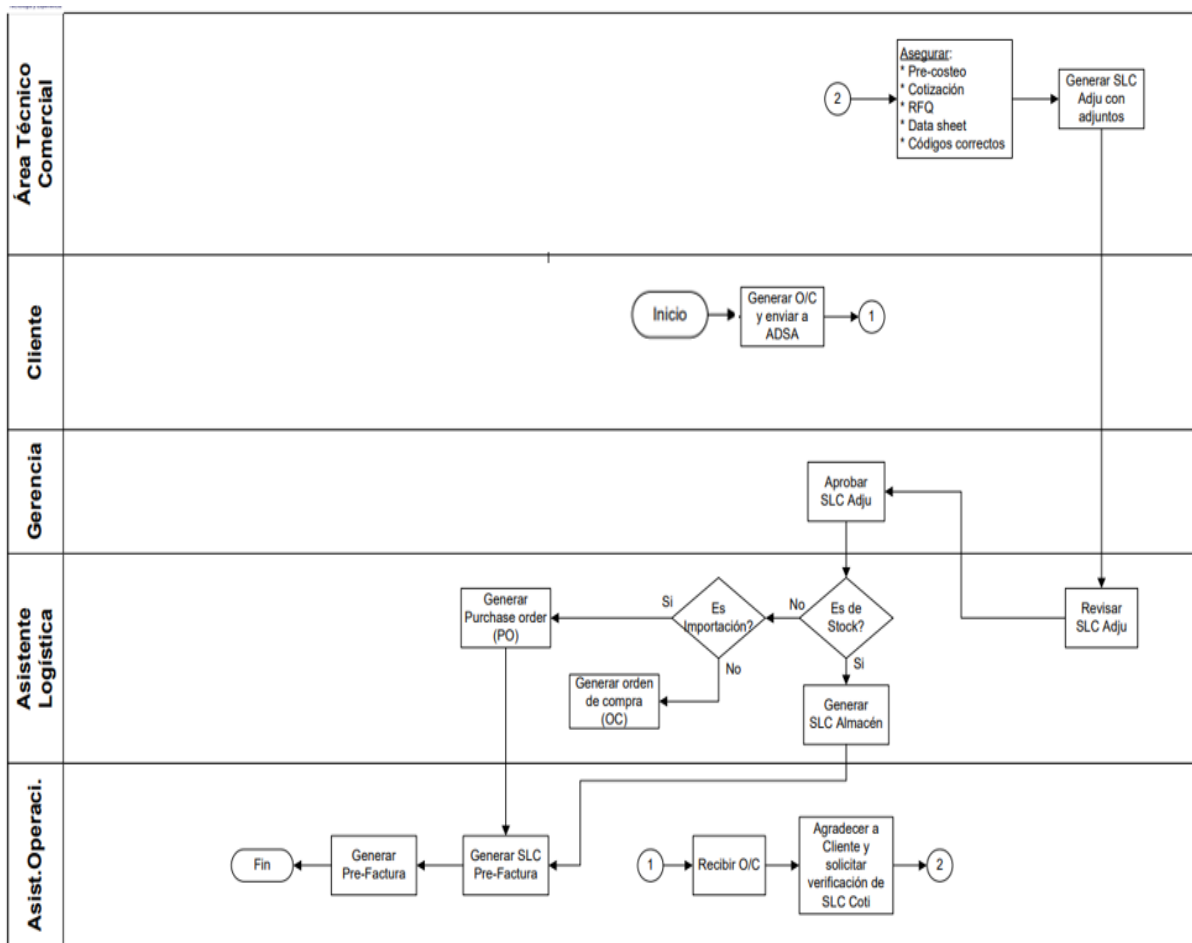 Área Técnico
Comercial
2
Asegurar:
* Pre-costeo
* Cotización
* RFQ
* Data sheet
* Códigos correctos
Generar SLC
Adju con
adjuntos
Cliente
Inicio
Generar O/C
y enviar a
ADSA
1
Gerencia
Aprobar
SLC Adju
Asistente
Logística
Generar
Purchase order
(PO)
Si
Es
Importación?
No
Es de
Stock?
Revisar
SLC Adju
No
Si
Generar orden
de compra
(OC)
Generar
SLC Almacén
Asist.Operaci.
Fin
Generar
Pre-Factura
Generar SLC
Pre-Factura
1
Recibir O/C
Agradecer a
Cliente y
solicitar
verificación de
SLC Coti
2